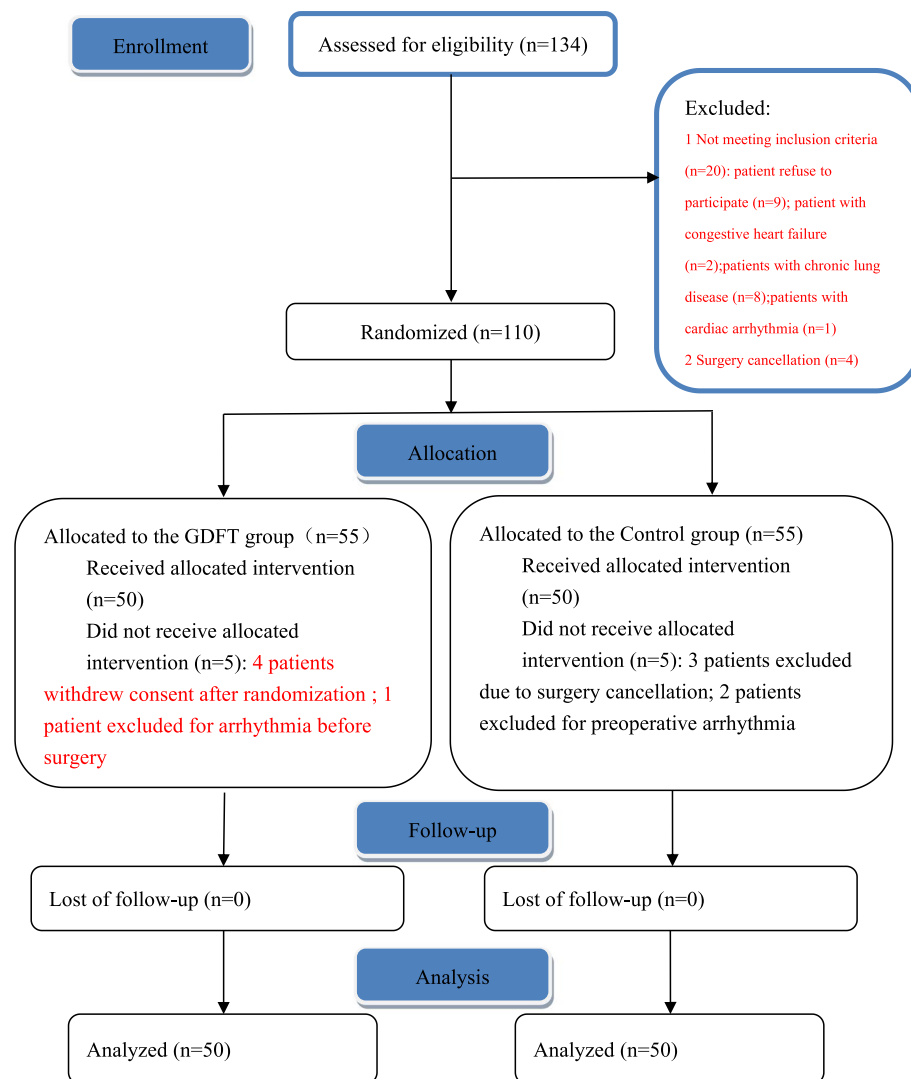 Enrollment
Assessed for eligibility (n=134)
Excluded:
1 Not meeting inclusion criteria
(n=20): patient refuse to
participate (n=9); patient with
congestive heart failure
(n=2);patients with chronic lung
disease (n=8);patients with
cardiac arrhythmia (n=1)
2 Surgery cancellation (n=4)
Randomized (n=110)
Allocation
Allocated to the GDFT group（n=55）
Received allocated intervention
(n=50)
Did not receive allocated
intervention (n=5): 4 patients
withdrew consent after randomization ; 1
patient excluded for arrhythmia before
surgery
Allocated to the Control group (n=55)
Received allocated intervention
(n=50)
Did not receive allocated
intervention (n=5): 3 patients excluded
due to surgery cancellation; 2 patients
excluded for preoperative arrhythmia
Follow-up
Lost of follow-up (n=0)
Lost of follow-up (n=0)
Analysis
Analyzed (n=50)
Analyzed (n=50)